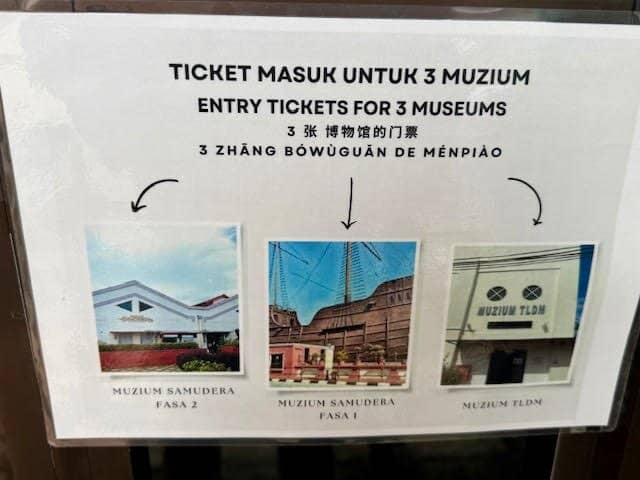 TICKET MASUK UNTUK 3 MUZIUM
ENTRY TICKETS FOR 3 MUSEUMS
3 张 博物馆的门票
3 ZHĀNG BÓWÙGUǍN DE MÉNPIÀO
MUZIUM TLDM
MUZIUM SAMUDERA
FASA 2
MUZIUM SAMUDERA
FASA 1
MUZIUM TLDM